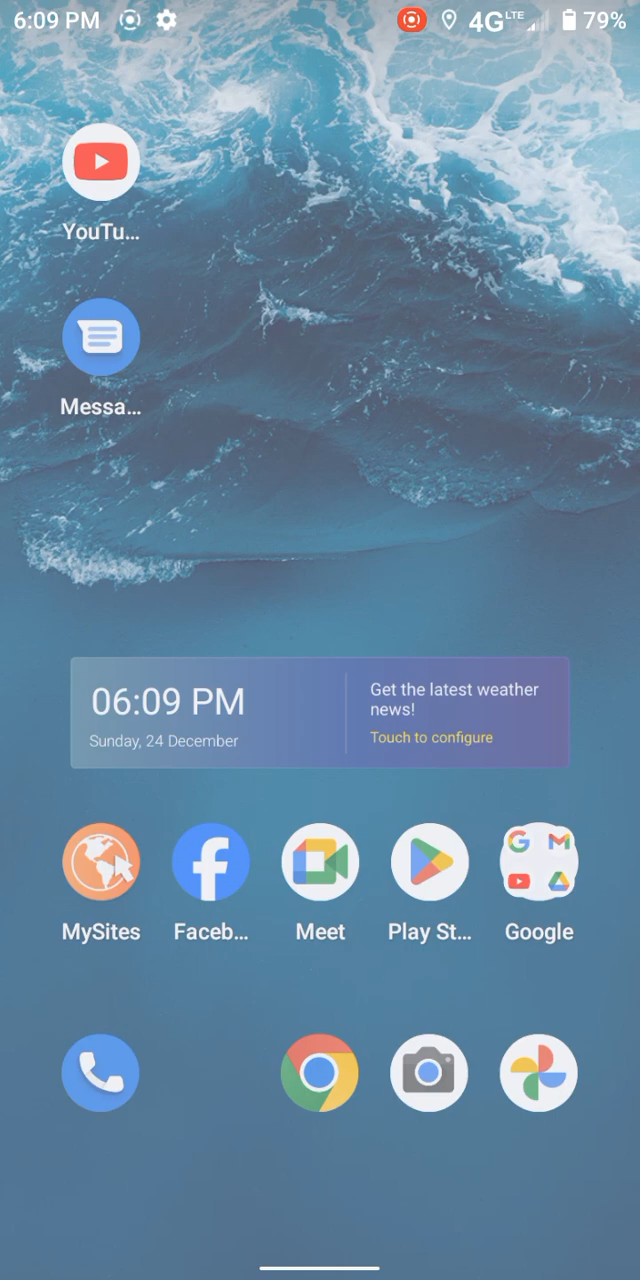 6:09 PM
4G LTE
79%
YouTu...
Messa...
06:09 PM
Sunday, 24 December
Get the latest weather
news!
Touch to configure
MySites
Faceb...
Meet
Play St...
Google